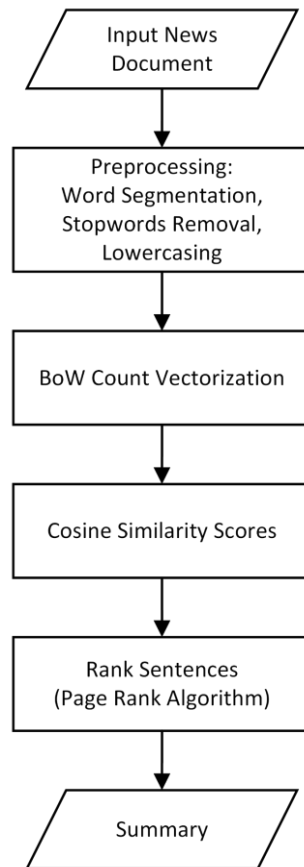 Input News
Document
Preprocessing:
Word Segmentation,
Stopwords Removal,
Lowercasing
BoW Count Vectorization
Cosine Similarity Scores
Rank Sentences
(Page Rank Algorithm)
Summary